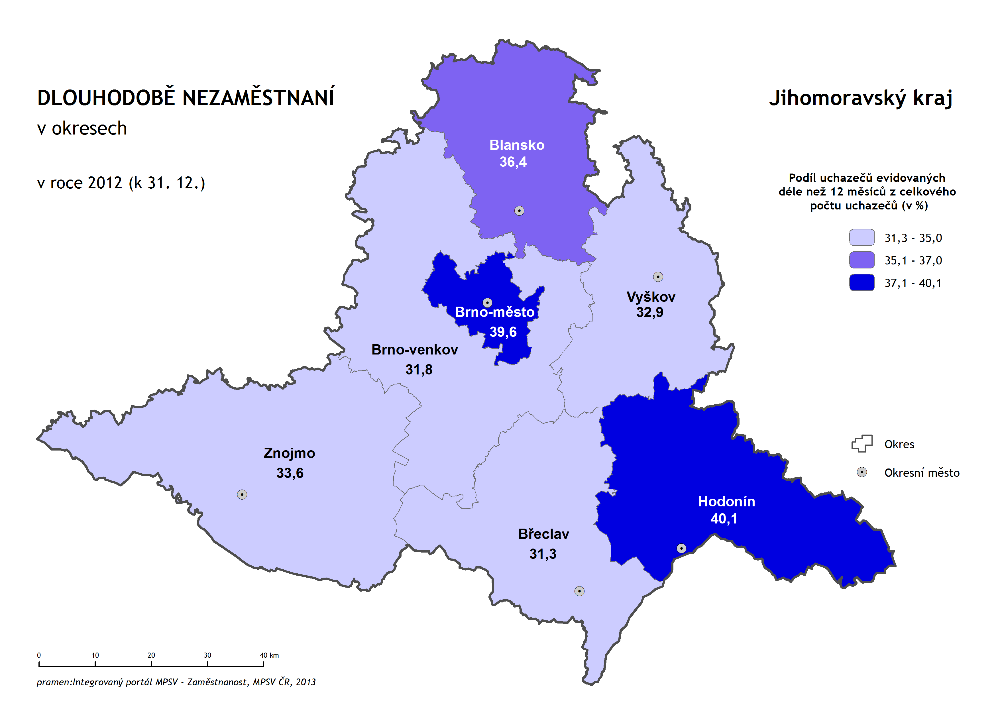 DLOUHODOBĚ NEZAMĚSTNANÍ
v okresech
v roce 2012 (k 31. 12.)
Jihomoravský kraj
Podíl uchazečů evidovaných
déle než 12 měsíců z celkového
počtu uchazečů (v %)
31,3 - 35,0
35,1 - 37,0
37,1 - 40,1
Blansko
36,4
Vyškov
32,9
Brno-město
39,6
Brno-venkov
31,8
Znojmo
33,6
Hodonín
40,1
Břeclav
31,3
Okres
Okresní město
0 10 20 30 40 km
pramen:Integrovaný portál MPSV - Zaměstnanost, MPSV ČR, 2013